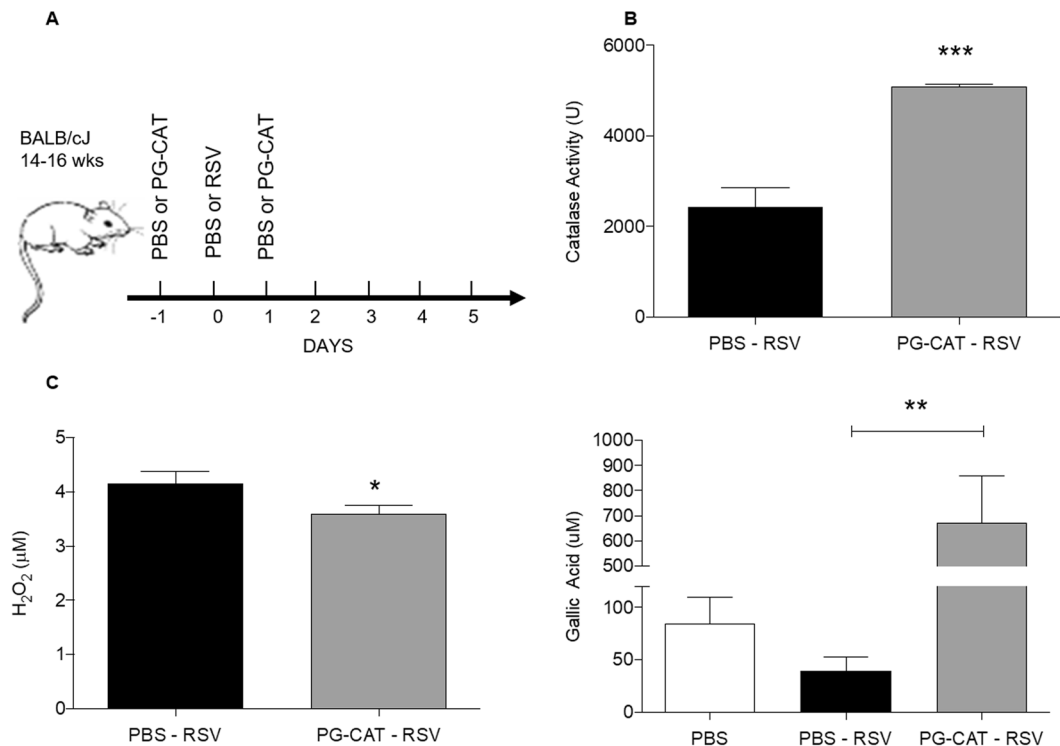 A
BALB/cJ
14-16 wks
PBS or PG-CAT
PBS or RSV
PBS or PG-CAT
-1 0 1 2 3 4 5
DAYS
B
Catalase Activity (U)
6000
4000
2000
0
***
PBS - RSV PG-CAT - RSV
C
H₂O₂ (μM)
5
4
3
2
1
0
*
PBS - RSV PG-CAT - RSV
Gallic Acid (uM)
1000
900
800
700
600
500
100
50
0
**
PBS PBS - RSV PG-CAT - RSV